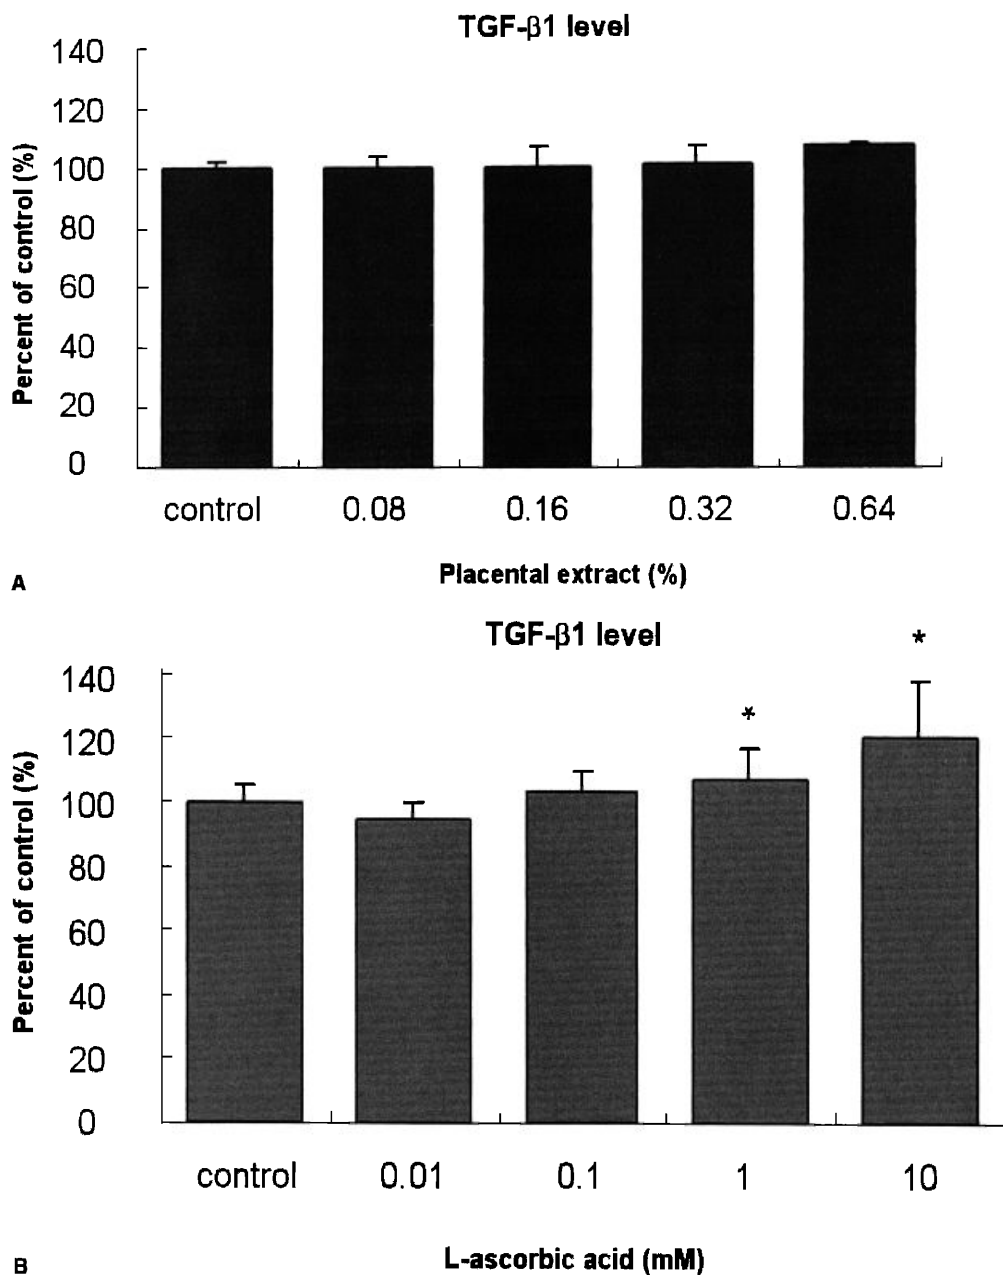 TGF-β1 level
140
120
100
80
60
40
20
0
Percent of control (%)
control 0.08 0.16 0.32 0.64
Placental extract (%)
A
TGF-β1 level
*
*
140
120
100
80
60
40
20
0
Percent of control (%)
control 0.01 0.1 1 10
L-ascorbic acid (mM)
B